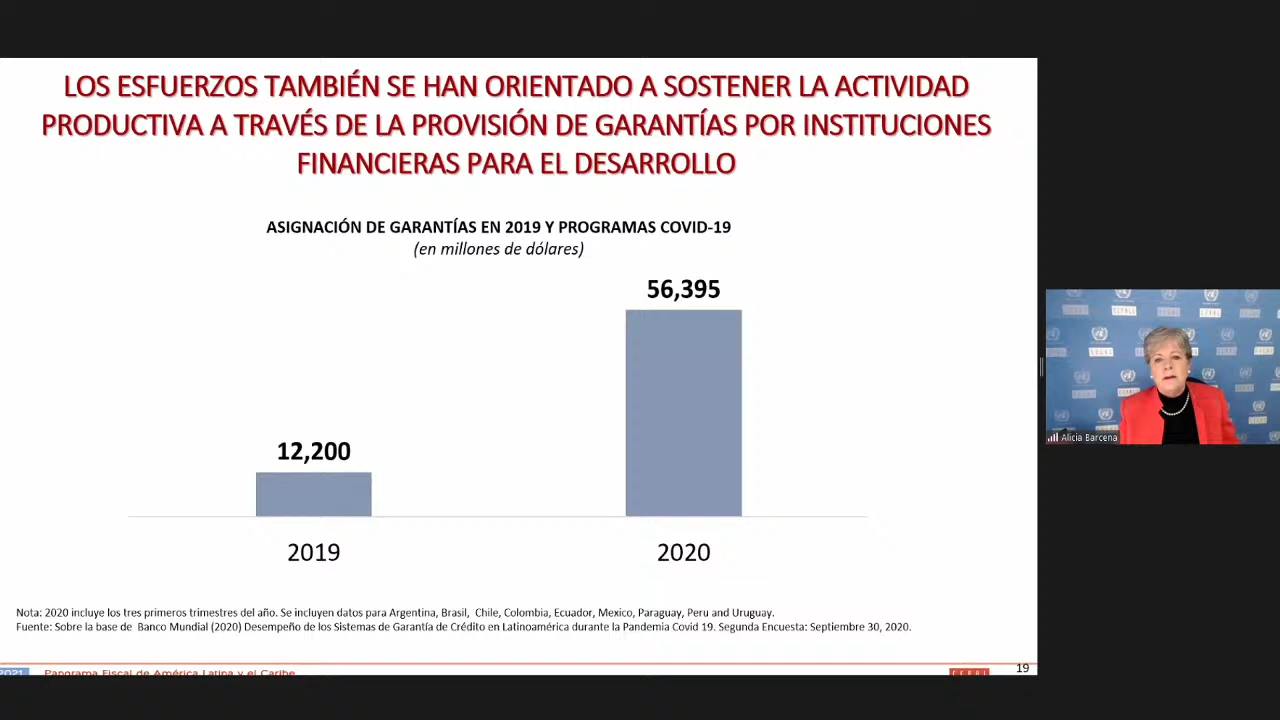 LOS ESFUERZOS TAMBIÉN SE HAN ORIENTADO A SOSTENER LA ACTIVIDAD
PRODUCTIVA A TRAVÉS DE LA PROVISIÓN DE GARANTÍAS POR INSTITUCIONES
FINANCIERAS PARA EL DESARROLLO
ASIGNACIÓN DE GARANTÍAS EN 2019 Y PROGRAMAS COVID-19
(en millones de dólares)
56,395
12,200
2019
2020
Nota: 2020 incluye los tres primeros trimestres del año. Se incluyen datos para Argentina, Brasil, Chile, Colombia, Ecuador, Mexico, Paraguay, Peru and Uruguay.
Fuente: Sobre la base de Banco Mundial (2020) Desempeño de los Sistemas de Garantía de Crédito en Latinoamérica durante la Pandemia Covid 19. Segunda Encuesta: Septiembre 30, 2020.
2021
Panorama Fiscal de América Latina y el Caribe
19
Alicia Barcena